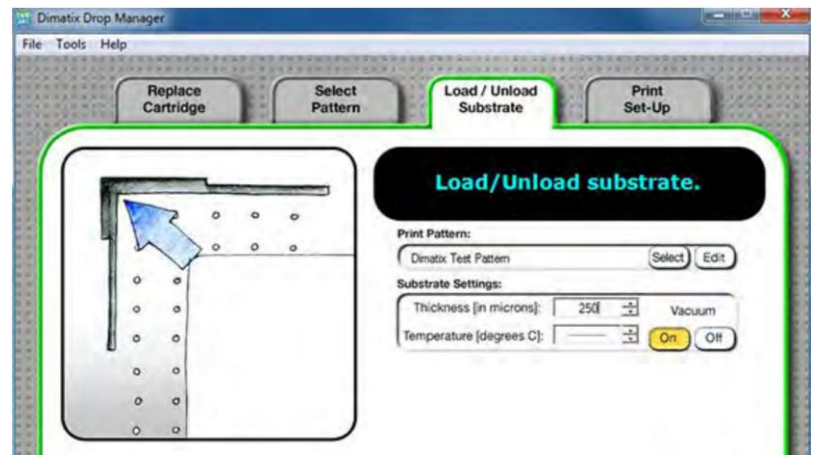 Dimatix Drop Manager
File Tools Help
Replace
Cartridge
Select
Pattern
Load / Unload
Substrate
Print
Set-Up
Load/Unload substrate.
Print Pattern:
Dimatix Test Pattern Select Edit
Substrate Settings:
Thickness [in microns]: 250 Vacuum
Temperature [degrees C]: On Off